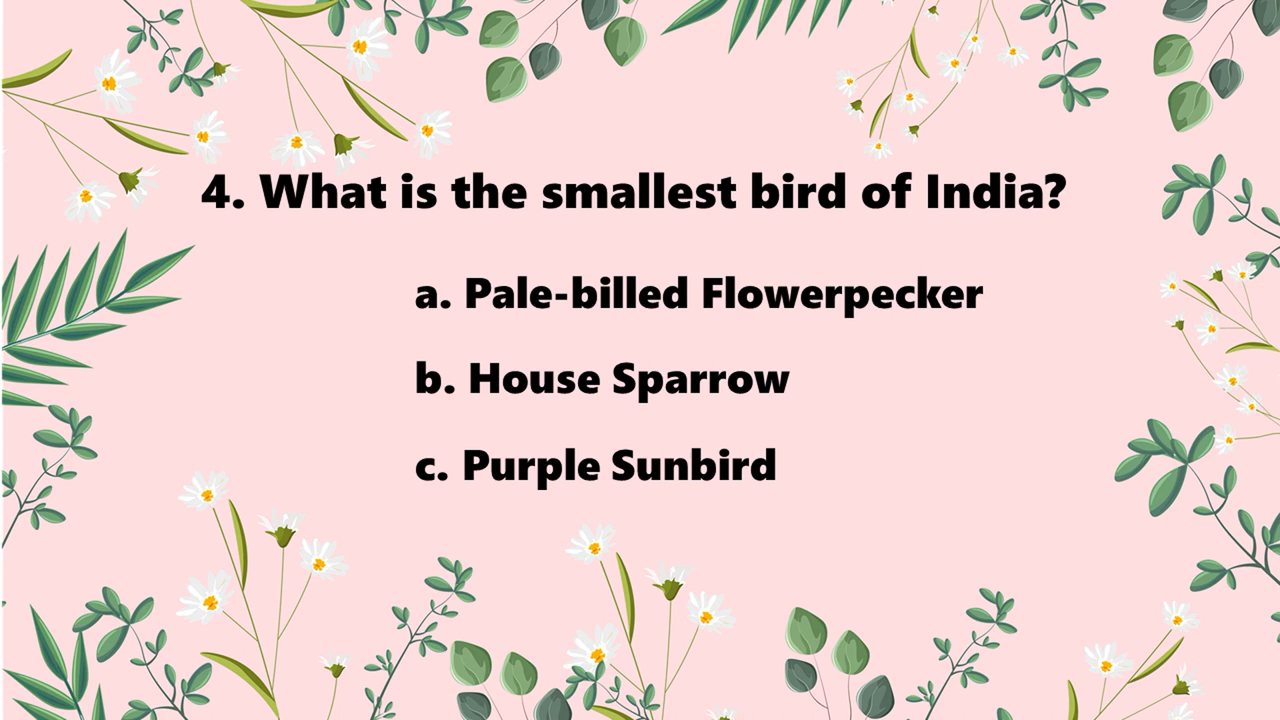 4. What is the smallest bird of India?
a. Pale-billed Flowerpecker
b. House Sparrow
c. Purple Sunbird